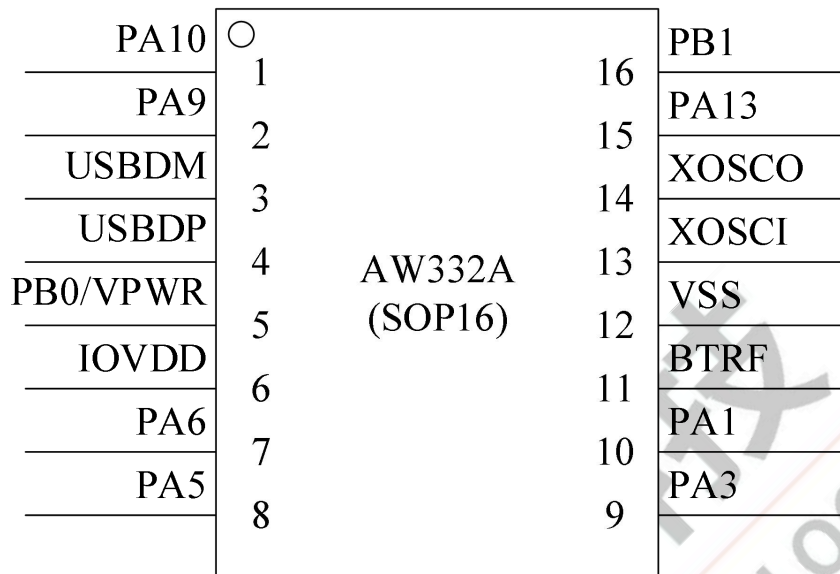 PA10
1
PA9
2
USBDM
3
USBDP
4
PB0/VPWR
5
IOVDD
6
PA6
7
PA5
8
AW332A
(SOP16)
PB1
16
PA13
15
XOSCO
14
XOSCI
13
VSS
12
BTRF
11
PA1
10
PA3
9
技